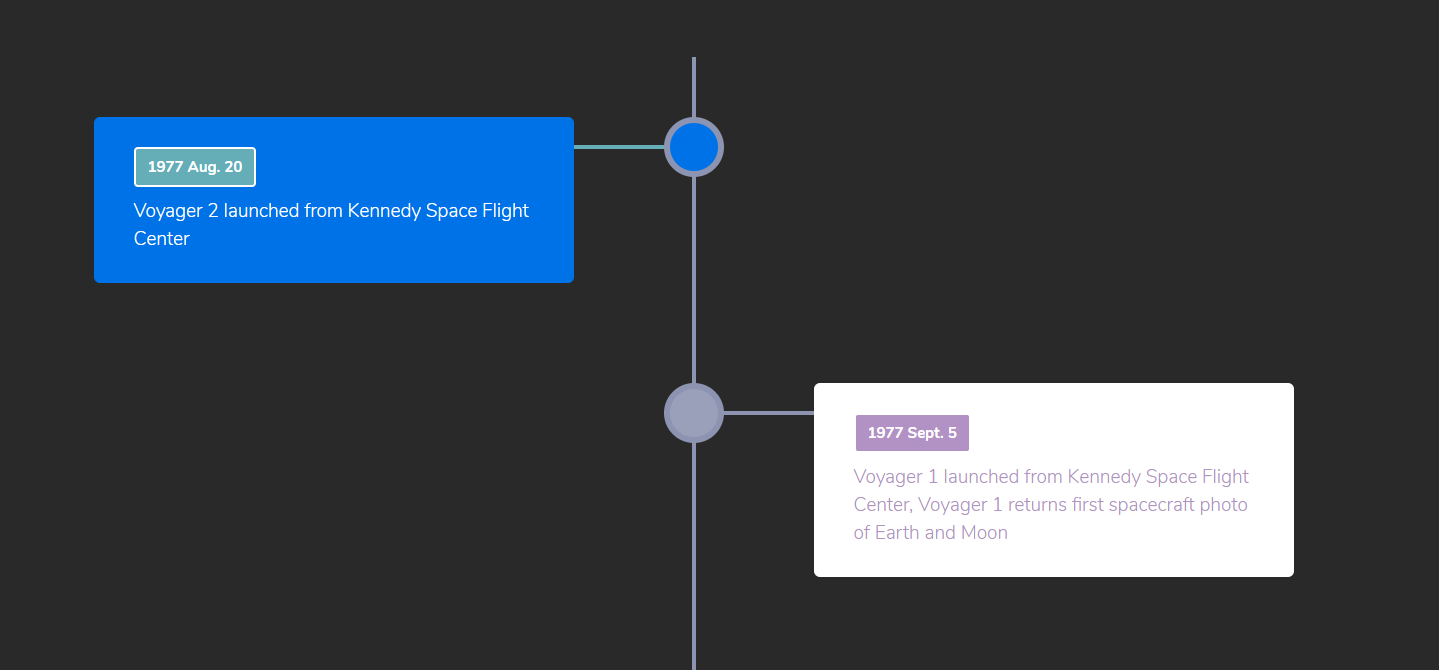 1977 Aug. 20
Voyager 2 launched from Kennedy Space Flight
Center
1977 Sept. 5
Voyager 1 launched from Kennedy Space Flight
Center, Voyager 1 returns first spacecraft photo
of Earth and Moon